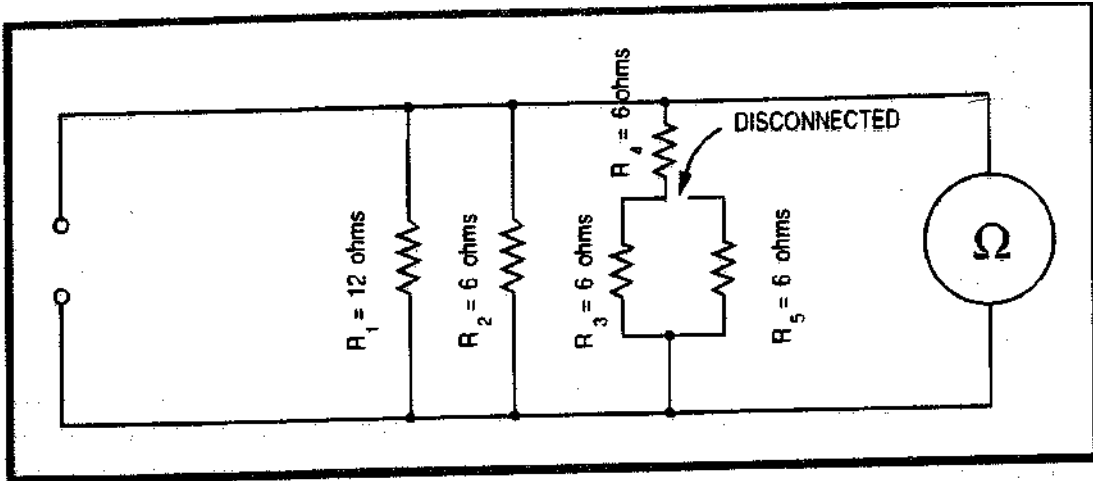 R1 = 12 ohms
R2 = 6 ohms
R3 = 6 ohms
R4 = 6 ohms
DISCONNECTED
R5 = 6 ohms
Ω